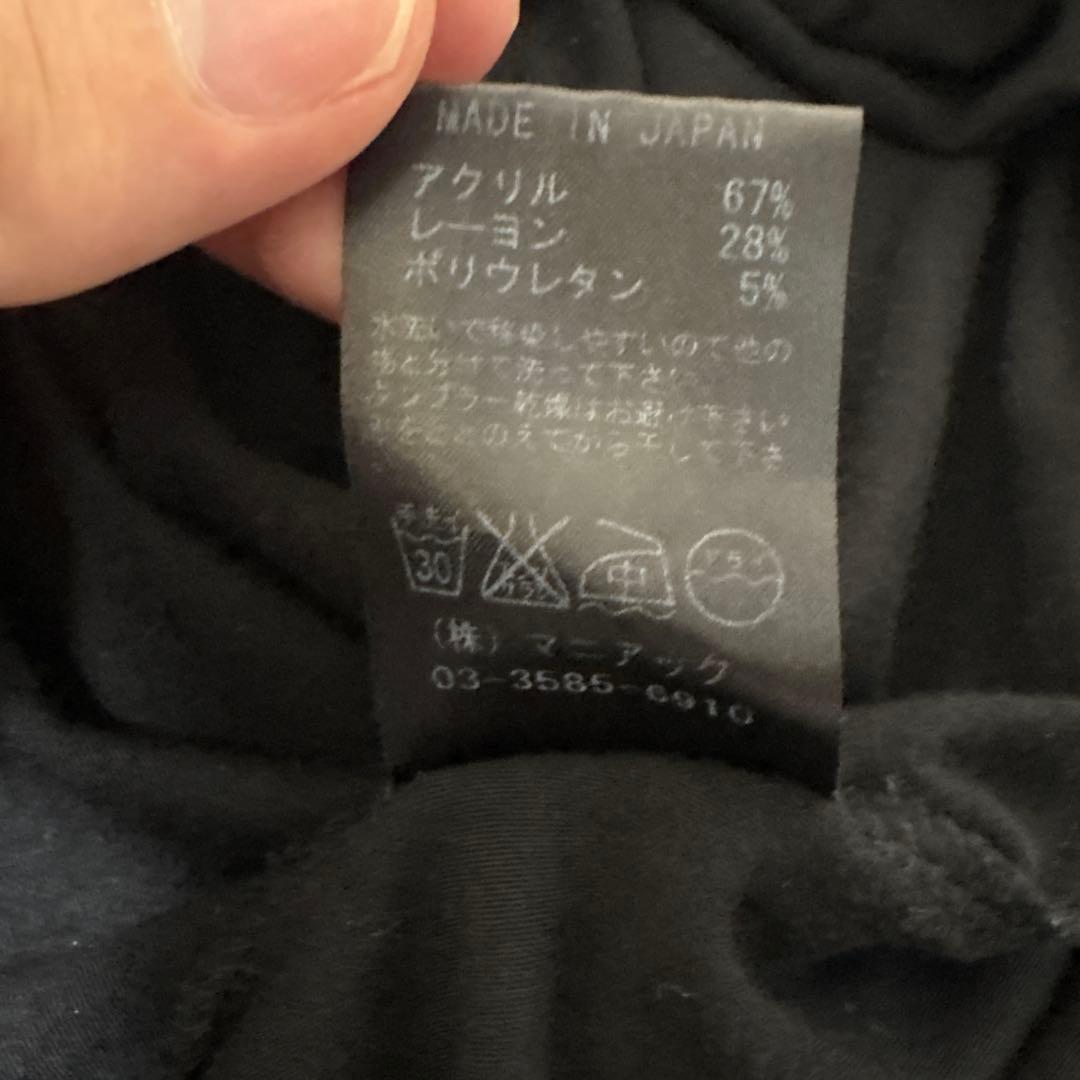 MADE IN JAPAN
アクリル 67%
レーヨン 28%
ポリウレタン 5%
水洗いで移染しやすいので他の
物と分けて洗って下さい
タンブラー乾燥はお避け下さい
形をととのえてから干して下さ
30
中
ドライ
(株) マニアック
03-3585-6910